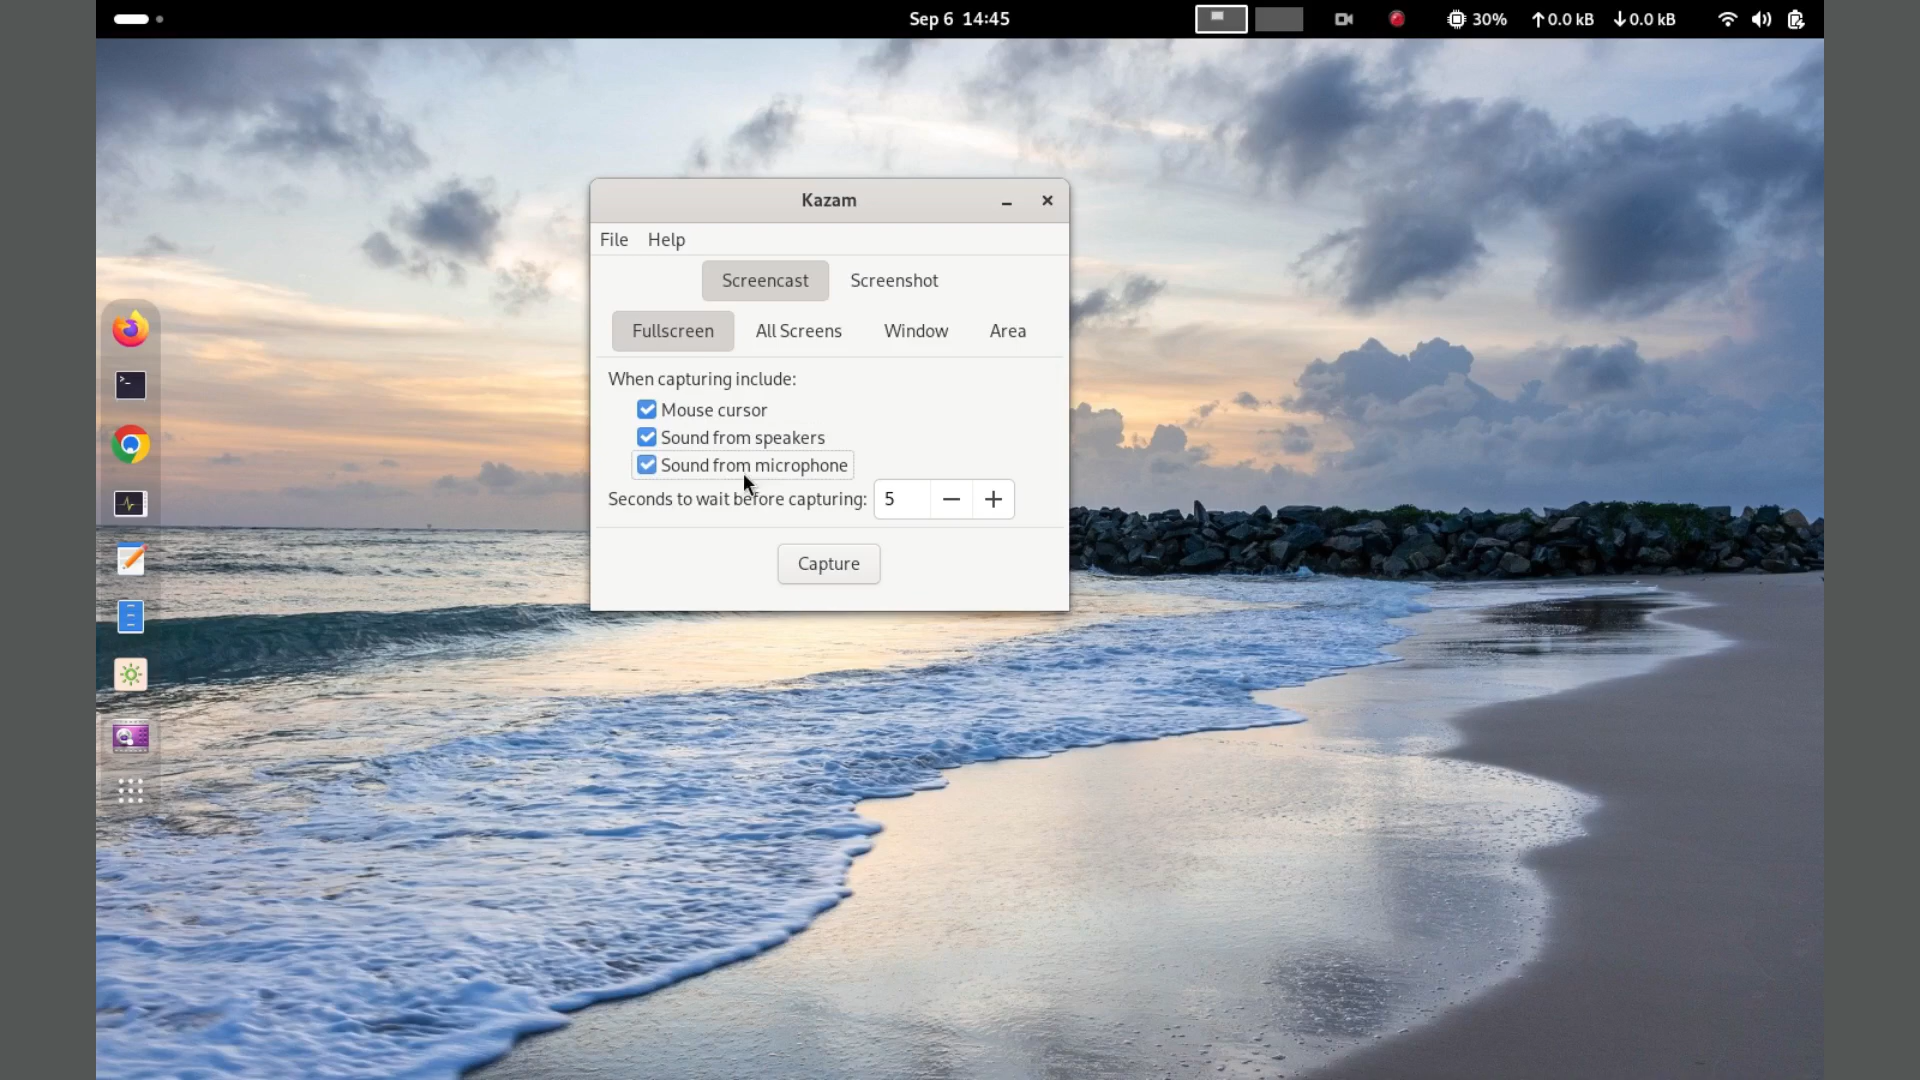 Sep 6 14:45
30% 0.0 kB 0.0 kB
Kazam
File Help
Screencast Screenshot
Fullscreen All Screens Window Area
When capturing include:
Mouse cursor
Sound from speakers
Sound from microphone
Seconds to wait before capturing: 5
Capture